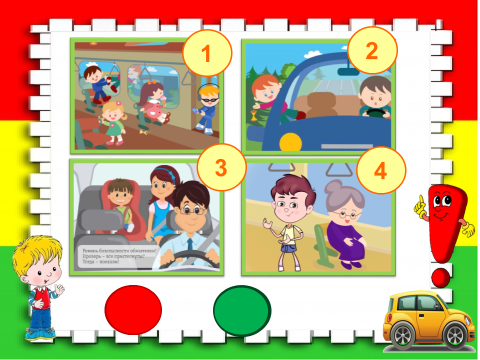 1
2
3
4
Ремень безопасности обязателен!
Проверь – все пристегнуты?
Тогда – поехали!